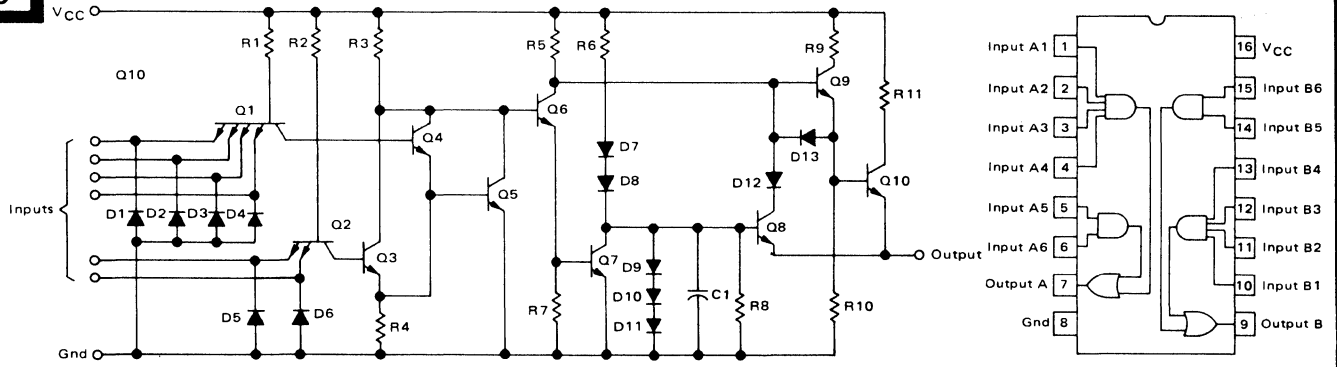 VCC
R1
R2
R3
R5
R6
R9
R11
Q10
Q1
Q4
Q6
Q9
D7
D13
D8
D12
Q10
Q5
Inputs
D1
D2
D3
D4
Q2
Q3
Q7
Q8
Output
D9
D5
D6
R4
R7
D10
C1
R8
R10
D11
Gnd
Input A1 1
Input A2 2
Input A3 3
Input A4 4
Input A5 5
Input A6 6
Output A 7
Gnd 8
16 VCC
15 Input B6
14 Input B5
13 Input B4
12 Input B3
11 Input B2
10 Input B1
9 Output B